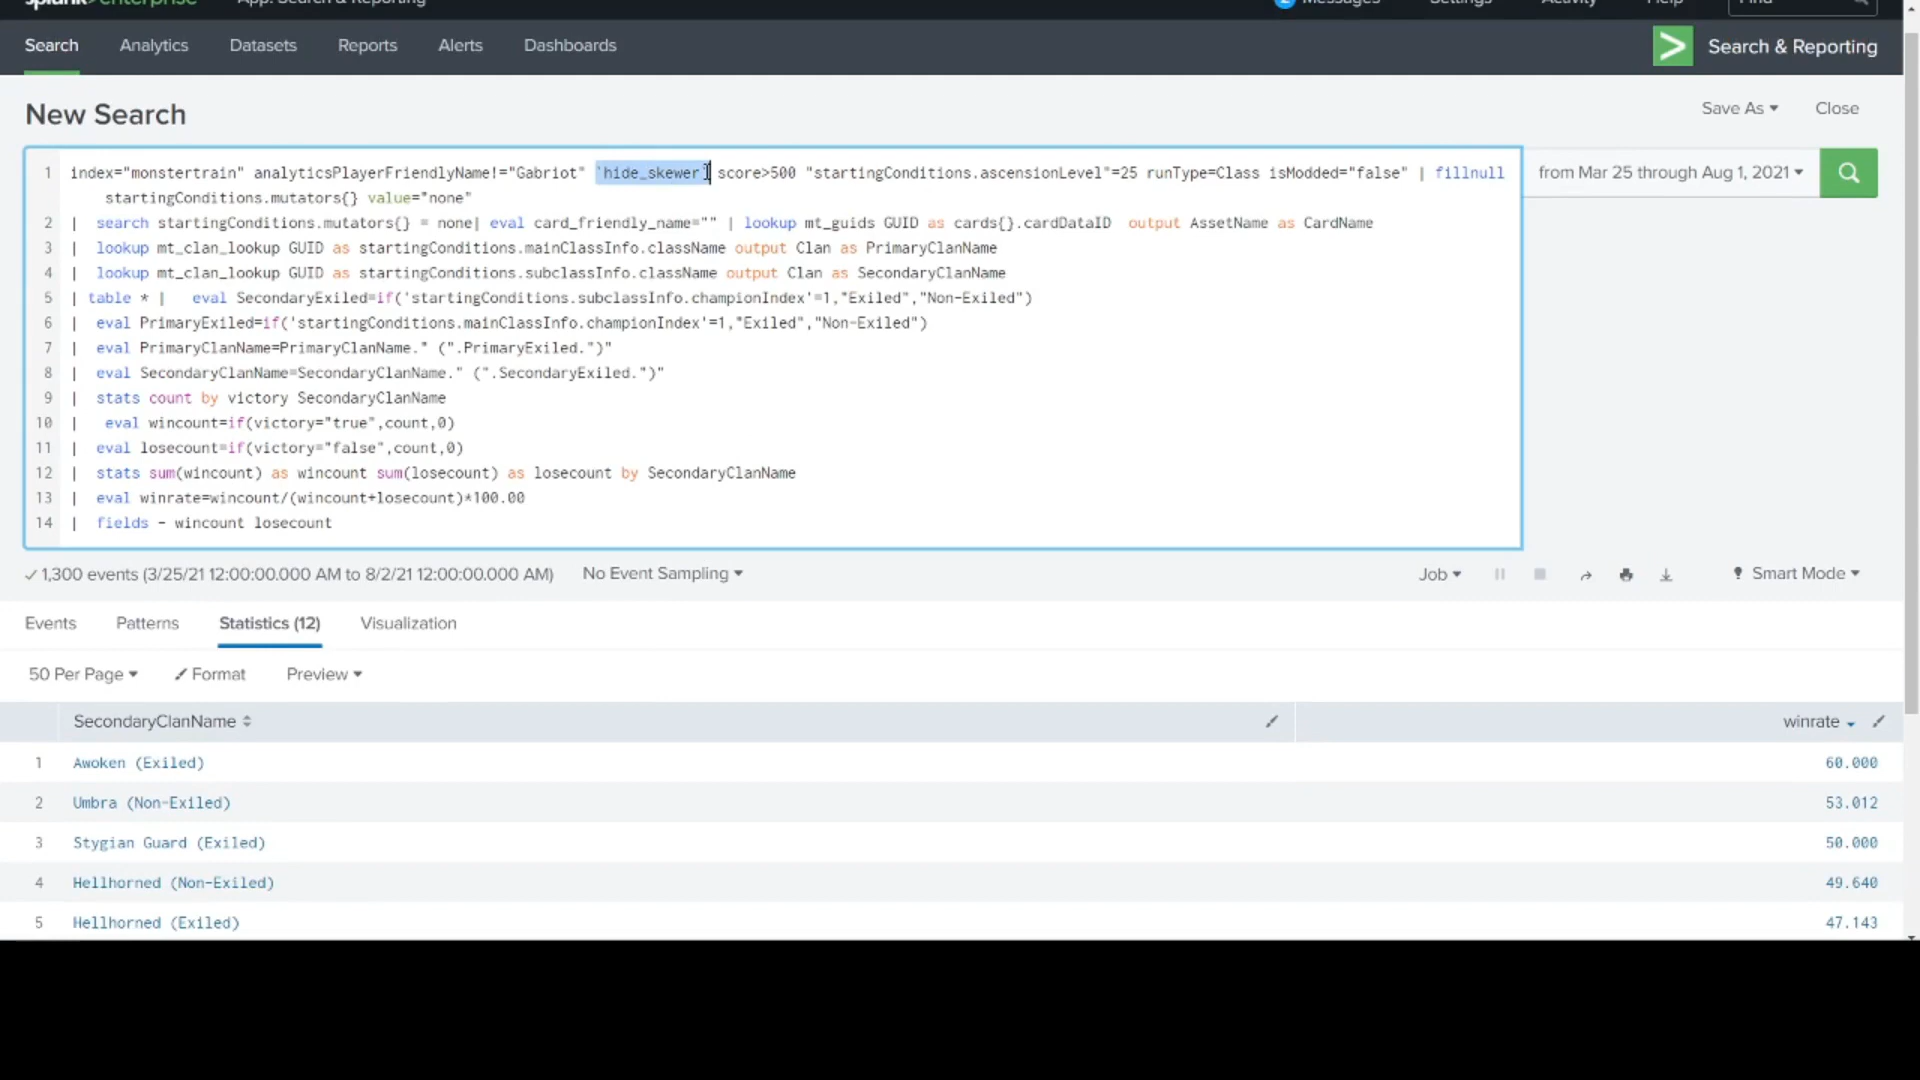 splunk>enterprise App: Search & Reporting 2 Messages Settings Activity Help Find
Search Analytics Datasets Reports Alerts Dashboards > Search & Reporting
New Search Save As Close
1 index="monstertrain" analyticsPlayerFriendlyName!="Gabriot" `hide_skewer` score>500 "startingConditions.ascensionLevel"=25 runType=Class isModded="false" | fillnull from Mar 25 through Aug 1, 2021
startingConditions.mutators{} value="none"
2 | search startingConditions.mutators{} = none| eval card_friendly_name="" | lookup mt_guids GUID as cards{}.cardDataID output AssetName as CardName
3 | lookup mt_clan_lookup GUID as startingConditions.mainClassInfo.className output Clan as PrimaryClanName
4 | lookup mt_clan_lookup GUID as startingConditions.subclassInfo.className output Clan as SecondaryClanName
5 | table * | eval SecondaryExiled=if('startingConditions.subclassInfo.championIndex'=1,"Exiled","Non-Exiled")
6 | eval PrimaryExiled=if('startingConditions.mainClassInfo.championIndex'=1,"Exiled","Non-Exiled")
7 | eval PrimaryClanName=PrimaryClanName." (".PrimaryExiled.")"
8 | eval SecondaryClanName=SecondaryClanName." (".SecondaryExiled.")"
9 | stats count by victory SecondaryClanName
10 | eval wincount=if(victory="true",count,0)
11 | eval losecount=if(victory="false",count,0)
12 | stats sum(wincount) as wincount sum(losecount) as losecount by SecondaryClanName
13 | eval winrate=wincount/(wincount+losecount)*100.00
14 | fields - wincount losecount
✓ 1,300 events (3/25/21 12:00:00.000 AM to 8/2/21 12:00:00.000 AM) No Event Sampling Job Smart Mode
Events Patterns Statistics (12) Visualization
50 Per Page Format Preview
SecondaryClanName winrate
1 Awoken (Exiled) 60.000
2 Umbra (Non-Exiled) 53.012
3 Stygian Guard (Exiled) 50.000
4 Hellhorned (Non-Exiled) 49.640
5 Hellhorned (Exiled) 47.143